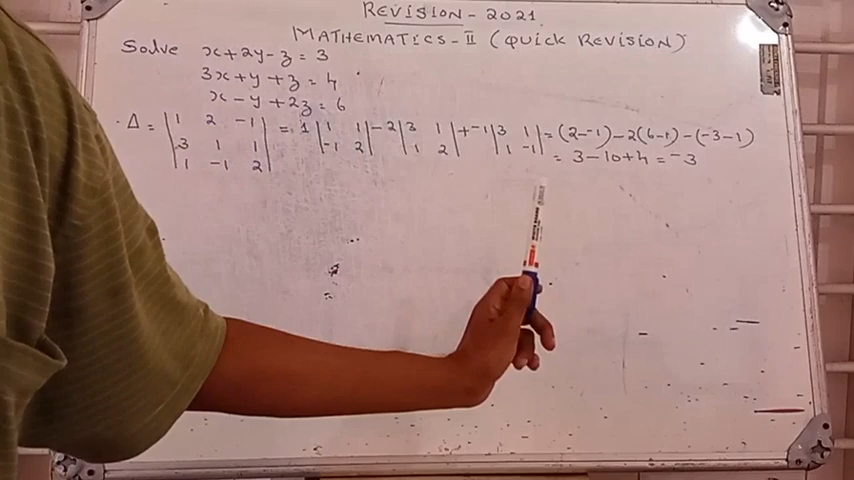 REVISION - 2021
MATHEMATICS - II (QUICK REVISION)
Solve x+2y-z=3
3x+y+z=4
x-y+2z=6
Δ = |1 2 -1| = 1 |1 1| -2 |3 1| + -1 |3 1| = (2--1) - 2(6-1) - (-3-1)
|3 1 1| |-1 2| |1 2| |1 -1| = 3-10+4 = -3
|1 -1 2|